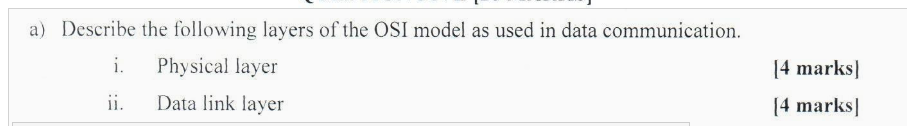 a) Describe the following layers of the OSI model as used in data communication.
i. Physical layer [4 marks]
ii. Data link layer [4 marks]